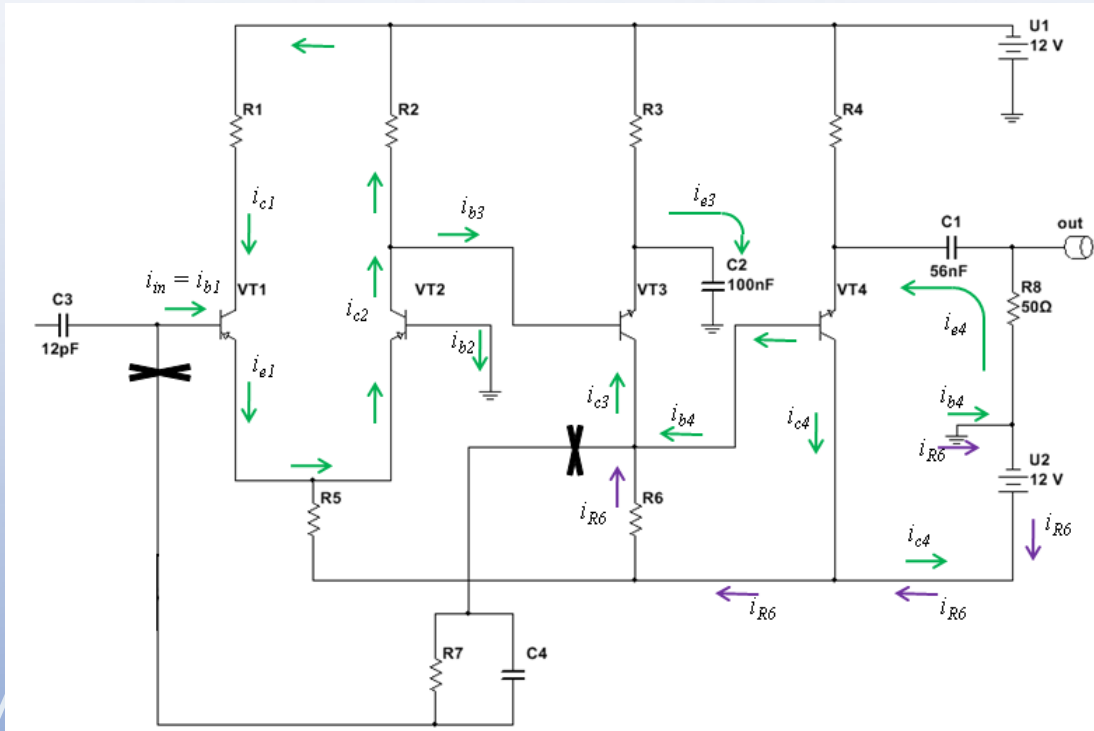 U1
12 V
R1
R2
R3
R4
i_c1
i_b3
i_e3
C1
out
56nF
i_in = i_b1
VT1
VT2
C2
100nF
VT3
VT4
R8
50Ω
C3
12pF
i_c2
i_b2
i_e4
i_e1
i_c3
i_b4
i_c4
i_b4
i_R6
U2
12 V
R5
i_R6
R6
i_c4
i_R6
i_R6
i_R6
R7
C4